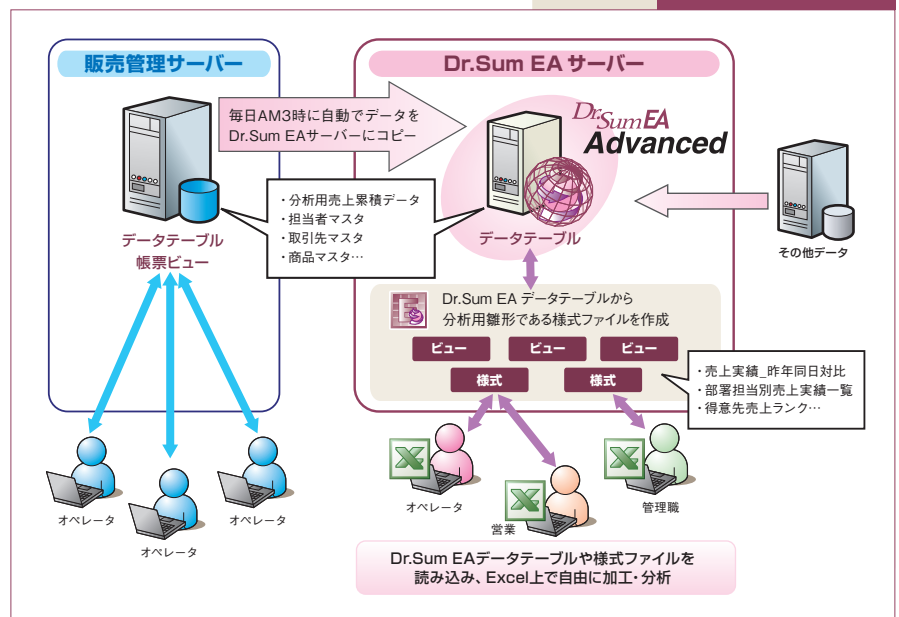 販売管理サーバー
Dr.Sum EA サーバー
毎日AM3時に自動でデータを
Dr.Sum EAサーバーにコピー
Dr.Sum EA
Advanced
・分析用売上累積データ
・担当者マスタ
・取引先マスタ
・商品マスタ…
データテーブル
帳票ビュー
データテーブル
その他データ
Dr.Sum EA データテーブルから
分析用雛形である様式ファイルを作成
ビュー
ビュー
ビュー
様式
様式
・売上実績_昨年同日対比
・部署担当別売上実績一覧
・得意先売上ランク…
オペレータ
オペレータ
オペレータ
オペレータ
営業
管理職
Dr.Sum EAデータテーブルや様式ファイルを
読み込み、Excel上で自由に加工・分析